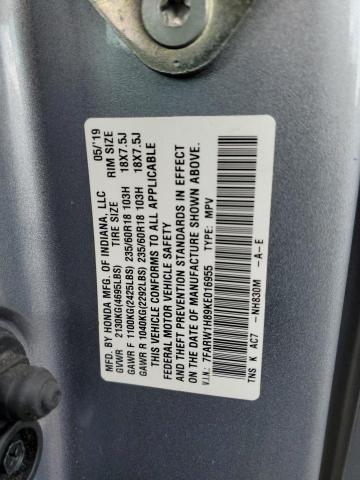 MFD. BY HONDA MFG. OF INDIANA, LLC 05/'19
GVWR 2130KG(4695LBS) TIRE SIZE RIM SIZE
GAWR F 1100KG(2425LBS) 235/60R18 103H 18X7.5J
GAWR R 1040KG(2292LBS) 235/60R18 103H 18X7.5J
THIS VEHICLE CONFORMS TO ALL APPLICABLE
FEDERAL MOTOR VEHICLE SAFETY
AND THEFT PREVENTION STANDARDS IN EFFECT
ON THE DATE OF MANUFACTURE SHOWN ABOVE.
V.I.N.: 7FARW1H89KE016955 TYPE: MPV
TNS K AC7 -NH830M -A-E